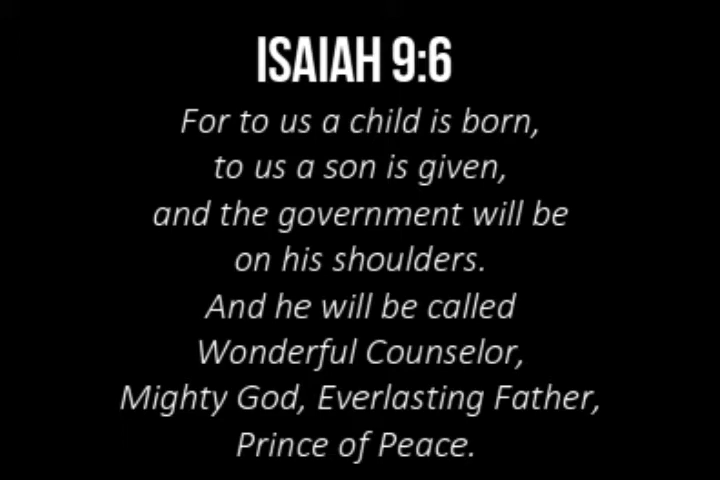 ISAIAH 9:6
For to us a child is born,
to us a son is given,
and the government will be
on his shoulders.
And he will be called
Wonderful Counselor,
Mighty God, Everlasting Father,
Prince of Peace.